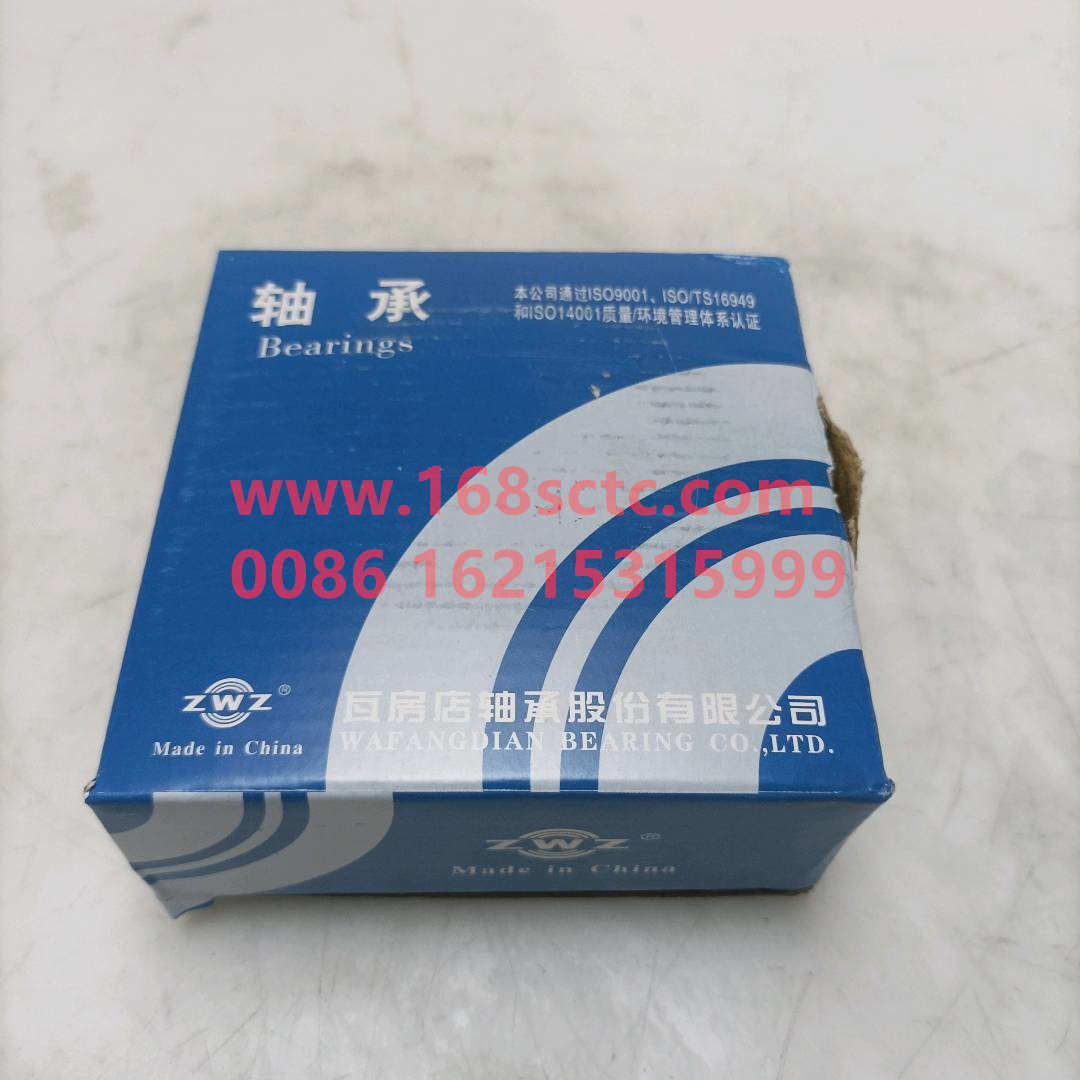 轴承
本公司通过ISO9001、ISO/TS16949
和ISO14001质量/环境管理体系认证
Bearings
www.168sctc.com
0086 16215315999
ZWZ®
瓦房店轴承股份有限公司
Made in China
WAFANGDIAN BEARING CO.,LTD.
ZWZ®
Made in China